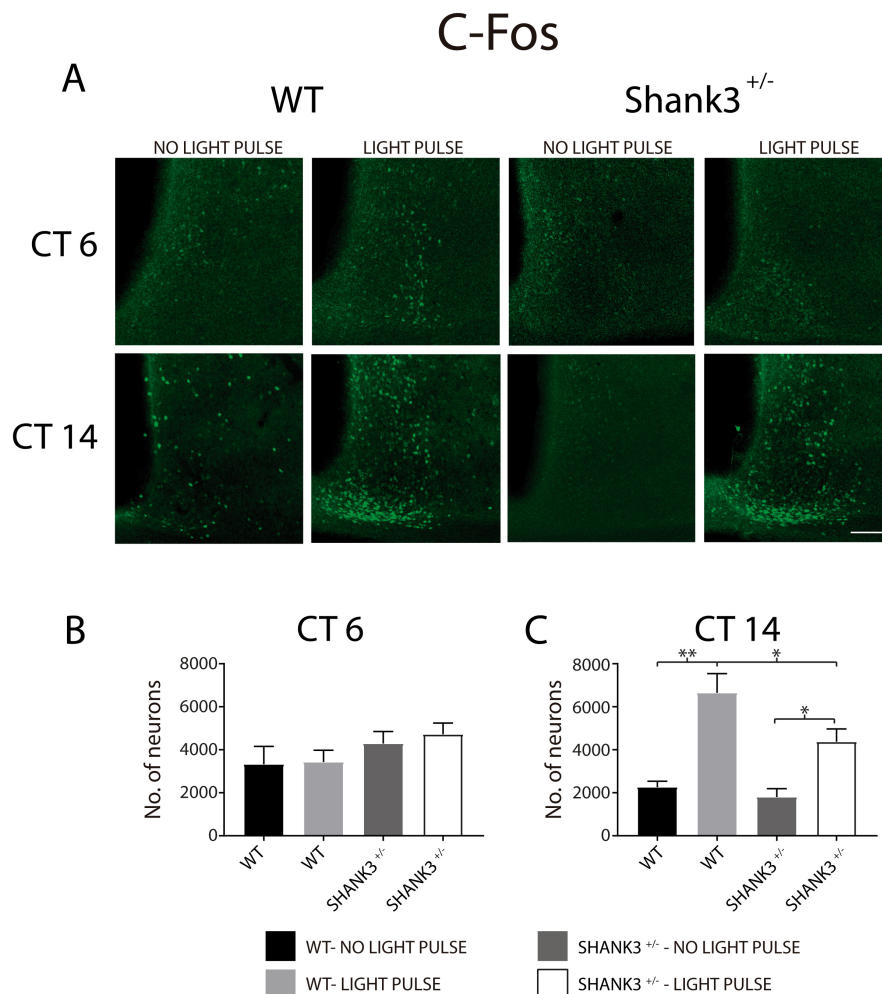 C-Fos
A
WT Shank3 +/-
NO LIGHT PULSE LIGHT PULSE NO LIGHT PULSE LIGHT PULSE
CT 6
CT 14
B CT 6
No. of neurons
8000
6000
4000
2000
0
WT WT SHANK3 +/- SHANK3 +/-
C CT 14
No. of neurons
8000
6000
4000
2000
0
** *
*
WT WT SHANK3 +/- SHANK3 +/-
WT- NO LIGHT PULSE SHANK3 +/- - NO LIGHT PULSE
WT- LIGHT PULSE SHANK3 +/- - LIGHT PULSE